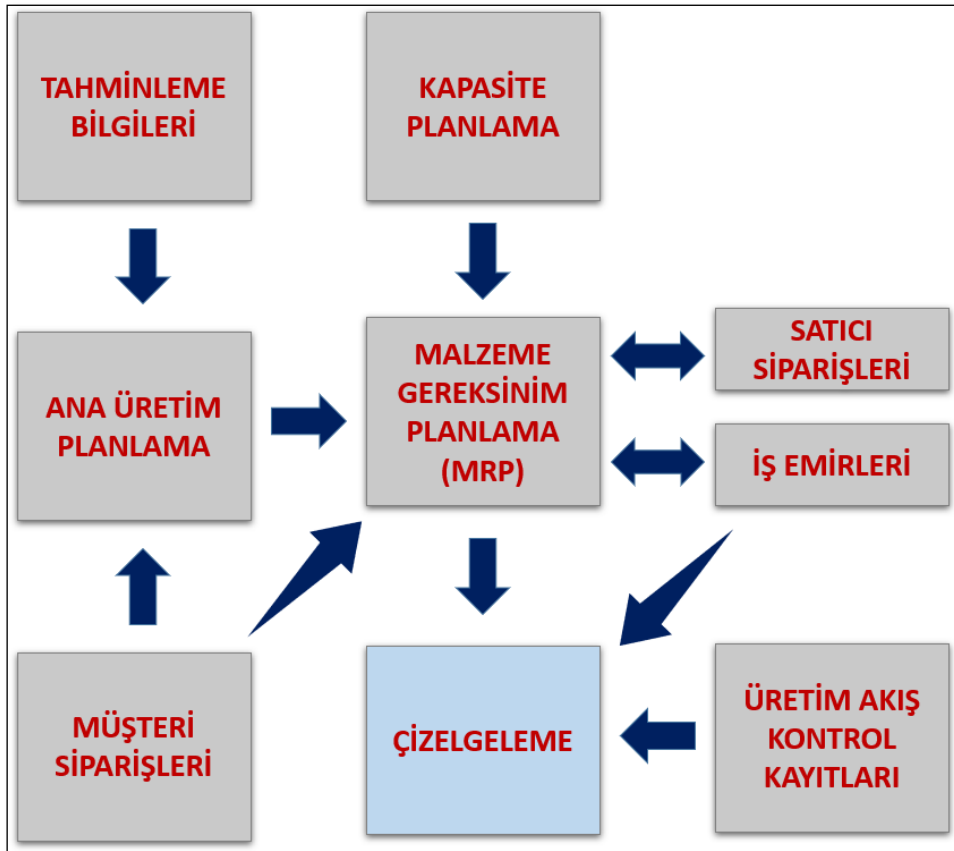 TAHMİNLEME
BİLGİLERİ
KAPASİTE
PLANLAMA
ANA ÜRETİM
PLANLAMA
MALZEME
GEREKSİNİM
PLANLAMA
(MRP)
SATICI
SİPARİŞLERİ
İŞ EMİRLERİ
MÜŞTERİ
SİPARİŞLERİ
ÇİZELGELEME
ÜRETİM AKIŞ
KONTROL
KAYITLARI